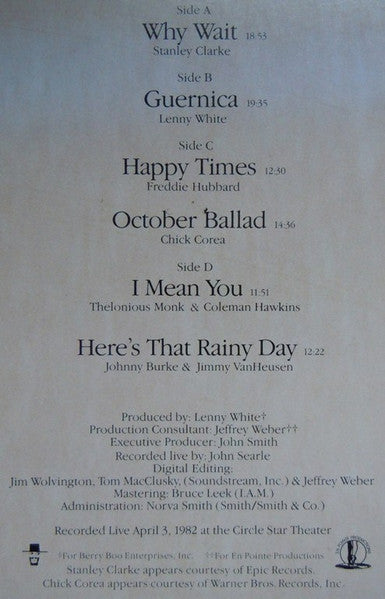 Side A
Why Wait 18:53
Stanley Clarke
Side B
Guernica 19:35
Lenny White
Side C
Happy Times 12:30
Freddie Hubbard
October Ballad 14:36
Chick Corea
Side D
I Mean You 11:51
Thelonious Monk & Coleman Hawkins
Here's That Rainy Day 12:22
Johnny Burke & Jimmy VanHeusen
Produced by: Lenny White†
Production Consultant: Jeffrey Weber††
Executive Producer: John Smith
Recorded live by: John Searle
Digital Editing:
Jim Wolvington, Tom MacClusky, (Soundstream, Inc.) & Jeffrey Weber
Mastering: Bruce Leek (I.A.M.)
Administration: Norva Smith (Smith/Smith & Co.)
Recorded Live April 3, 1982 at the Circle Star Theater
†For Berry Boo Enterprises, Inc. ††For En Pointe Productions
Stanley Clarke appears courtesy of Epic Records.
Chick Corea appears courtesy of Warner Bros. Records, Inc.